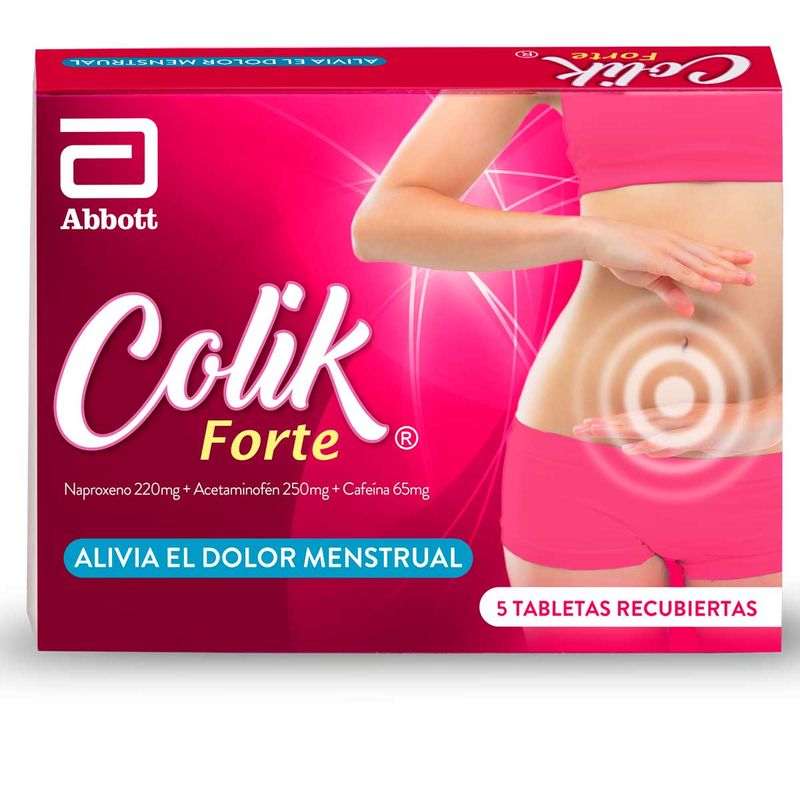 ALIVIA EL DOLOR MENSTRUAL
Colik
Forte ®
Abbott
Colik
Forte ®
Naproxeno 220mg + Acetaminofén 250mg + Cafeína 65mg
ALIVIA EL DOLOR MENSTRUAL
5 TABLETAS RECUBIERTAS